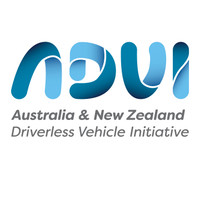 ADVI
Australia & New Zealand
Driverless Vehicle Initiative